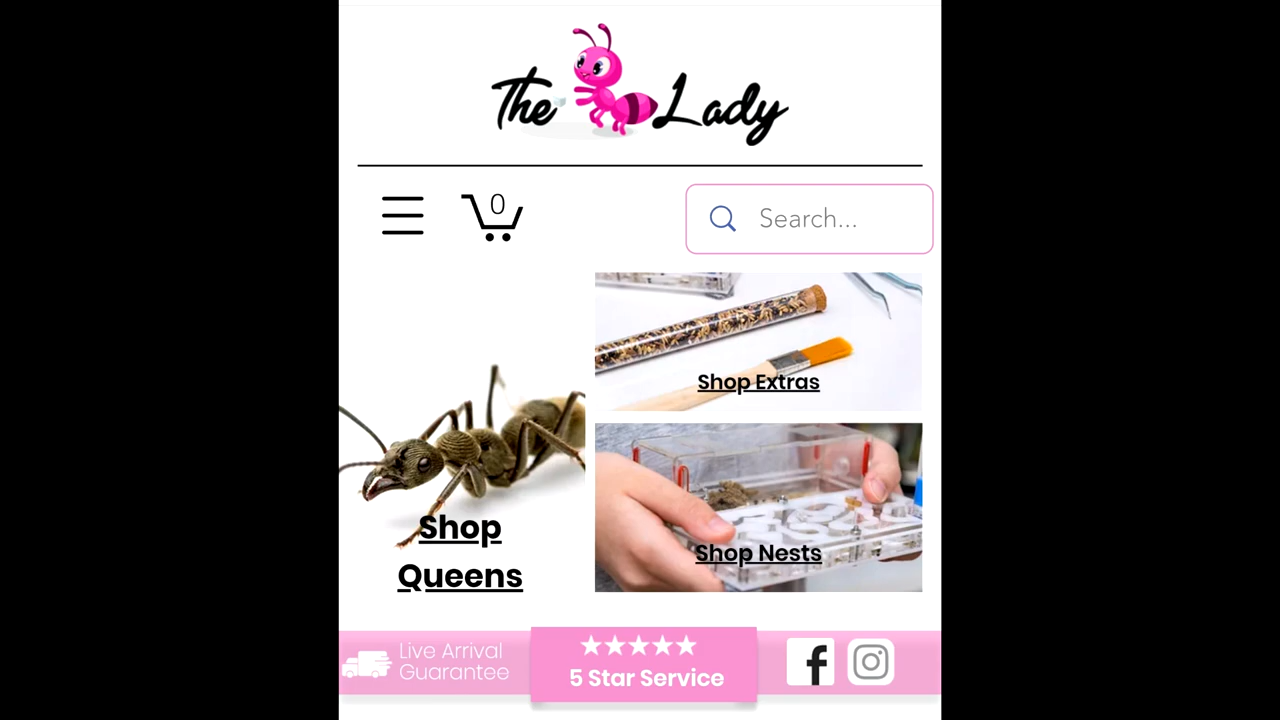 The Lady
0
Search...
Shop Extras
Shop Nests
Shop
Queens
Live Arrival
Guarantee
5 Star Service